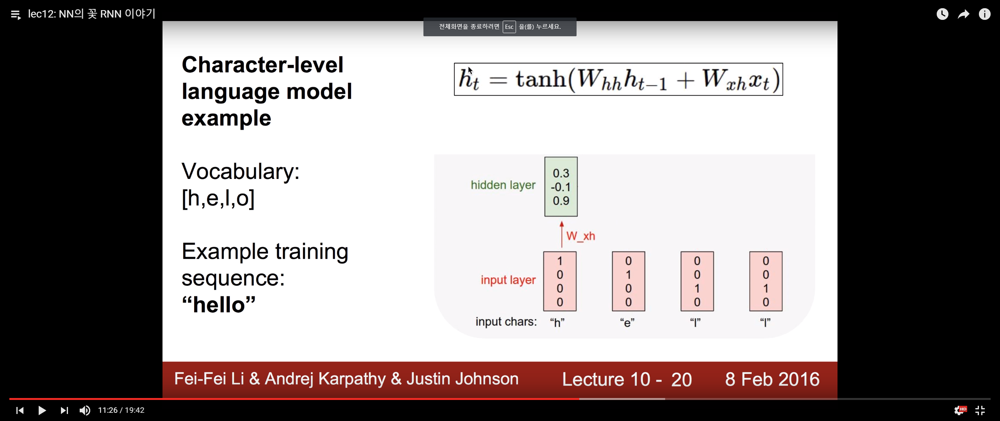 lec12: NN의 꽃 RNN 이야기
전체화면을 종료하려면 Esc 을(를) 누르세요.
Character-level
language model
example
Vocabulary:
[h,e,l,o]
Example training
sequence:
“hello”
h_t = tanh(W_{hh}h_{t-1} + W_{xh}x_t)
hidden layer
0.3
-0.1
0.9
W_xh
input layer
1 0 0 0
0 1 0 0
0 0 1 1
0 0 0 0
input chars: “h” “e” “l” “l”
Fei-Fei Li & Andrej Karpathy & Justin Johnson Lecture 10 - 20 8 Feb 2016
11:26 / 19:42
HD